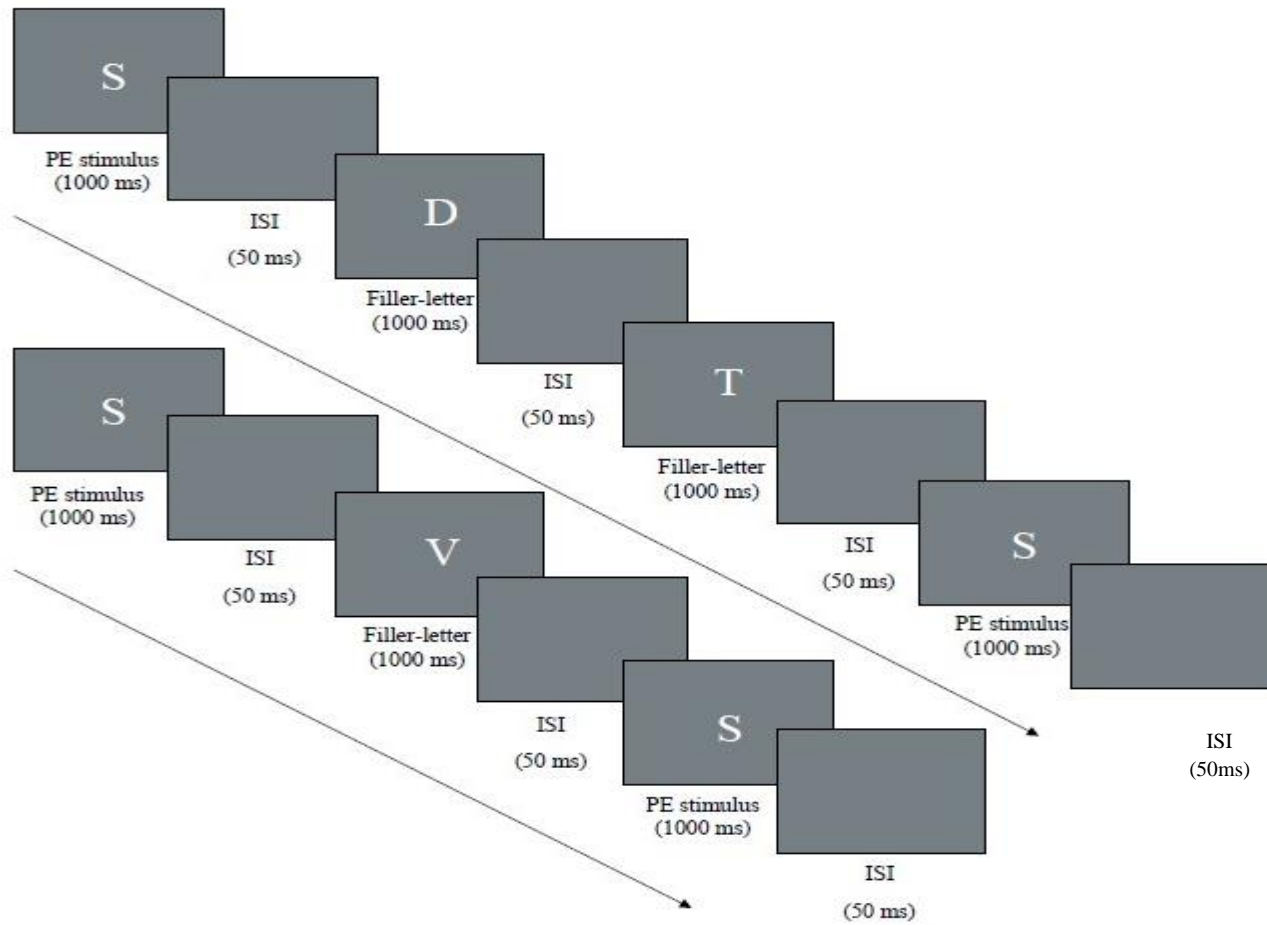 S
PE stimulus
(1000 ms)
ISI
(50 ms)
D
Filler-letter
(1000 ms)
ISI
(50 ms)
T
Filler-letter
(1000 ms)
ISI
(50 ms)
S
PE stimulus
(1000 ms)
ISI
(50ms)
S
PE stimulus
(1000 ms)
ISI
(50 ms)
V
Filler-letter
(1000 ms)
ISI
(50 ms)
S
PE stimulus
(1000 ms)
ISI
(50 ms)